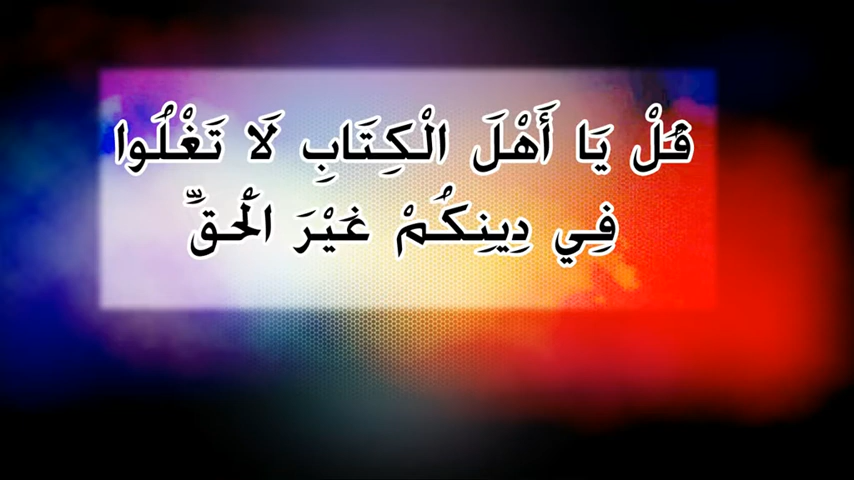 قُلْ يَا أَهْلَ الْكِتَابِ لَا تَغْلُوا
فِي دِينِكُمْ غَيْرَ الْحَقِّ